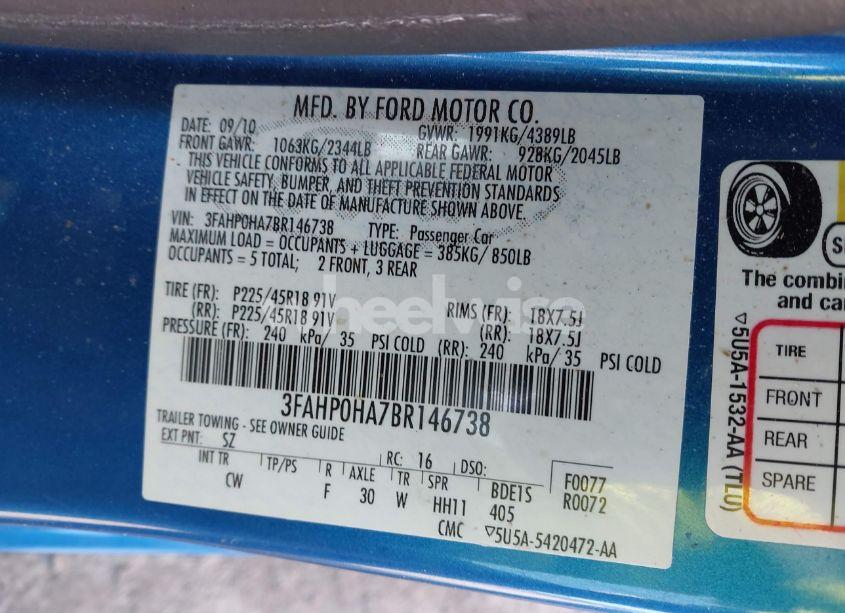 MFD. BY FORD MOTOR CO.
DATE: 09/10 GVWR: 1991KG/4389LB
FRONT GAWR: 1063KG/2344LB REAR GAWR: 928KG/2045LB
THIS VEHICLE CONFORMS TO ALL APPLICABLE FEDERAL MOTOR
VEHICLE SAFETY, BUMPER, AND THEFT PREVENTION STANDARDS
IN EFFECT ON THE DATE OF MANUFACTURE SHOWN ABOVE.
VIN: 3FAHP0HA7BR146738 TYPE: Passenger Car
MAXIMUM LOAD = OCCUPANTS + LUGGAGE = 385KG/ 850LB
OCCUPANTS = 5 TOTAL; 2 FRONT, 3 REAR
TIRE (FR): P225/45R18 91V RIMS (FR): 18X7.5J
(RR): P225/45R18 91V (RR): 18X7.5J
PRESSURE (FR): 240 kPa/ 35 PSI COLD (RR): 240 kPa/ 35 PSI COLD
3FAHP0HA7BR146738
TRAILER TOWING - SEE OWNER GUIDE
EXT PNT: SZ RC: 16 DSO: F0077
R0072
INT TR TP/PS R AXLE TR SPR BDE1S
CW F 30 W HH11 405
CMC ▽5U5A-5420472-AA
The combin
and car
TIRE
FRONT
REAR
SPARE
▽5U5A-1532-AA (TLU)
wheelwise